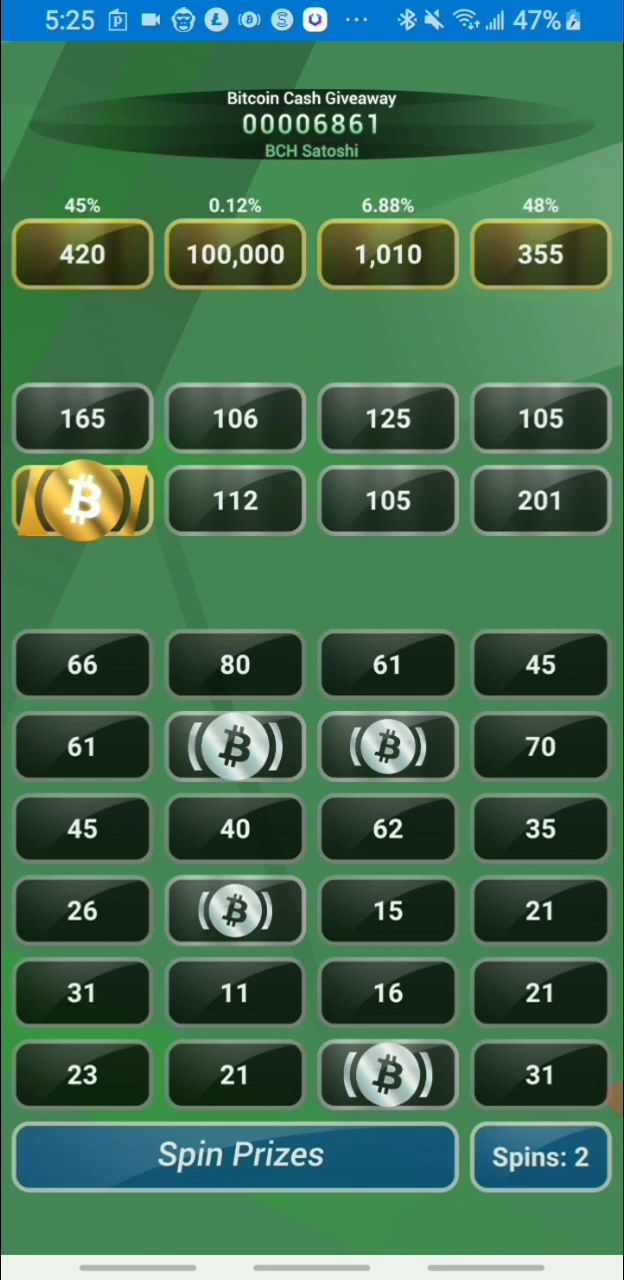 5:25 47%
Bitcoin Cash Giveaway
00006861
BCH Satoshi
45% 0.12% 6.88% 48%
420 100,000 1,010 355
165 106 125 105
112 105 201
66 80 61 45
61 70
45 40 62 35
26 15 21
31 11 16 21
23 21 31
Spin Prizes Spins: 2